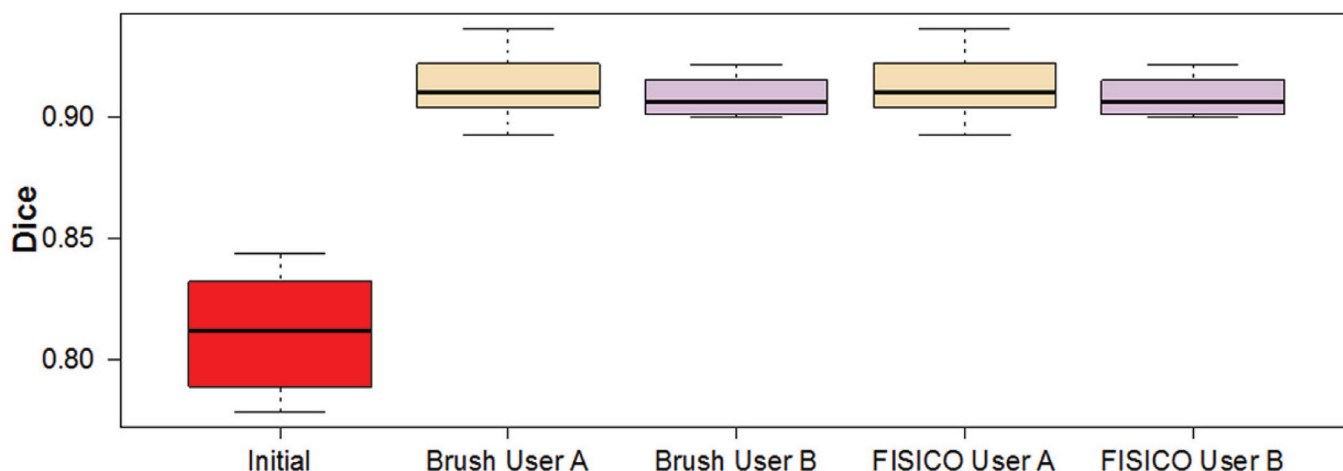 Dice
0.90
0.85
0.80
Initial
Brush User A
Brush User B
FISICO User A
FISICO User B